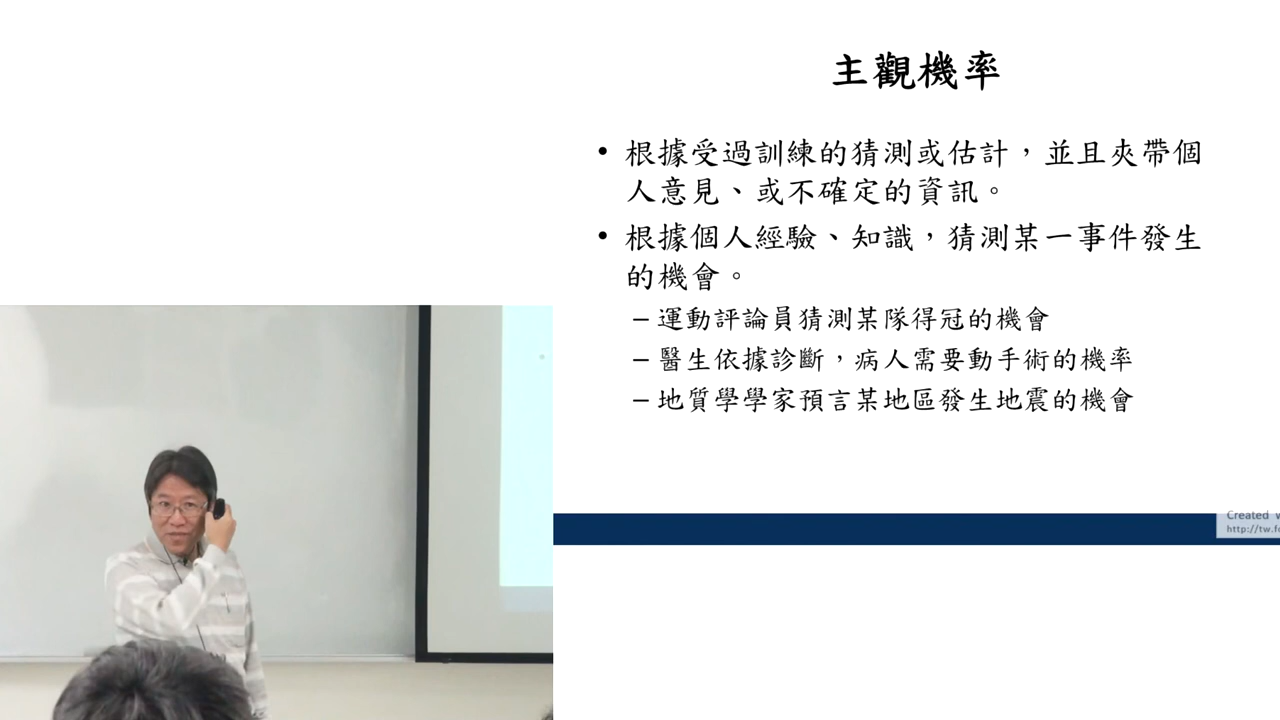 主觀機率
• 根據受過訓練的猜測或估計，並且夾帶個
人意見、或不確定的資訊。
• 根據個人經驗、知識，猜測某一事件發生
的機會。
– 運動評論員猜測某隊得冠的機會
– 醫生依據診斷，病人需要動手術的機率
– 地質學學家預言某地區發生地震的機會
Created
http://tw.fo